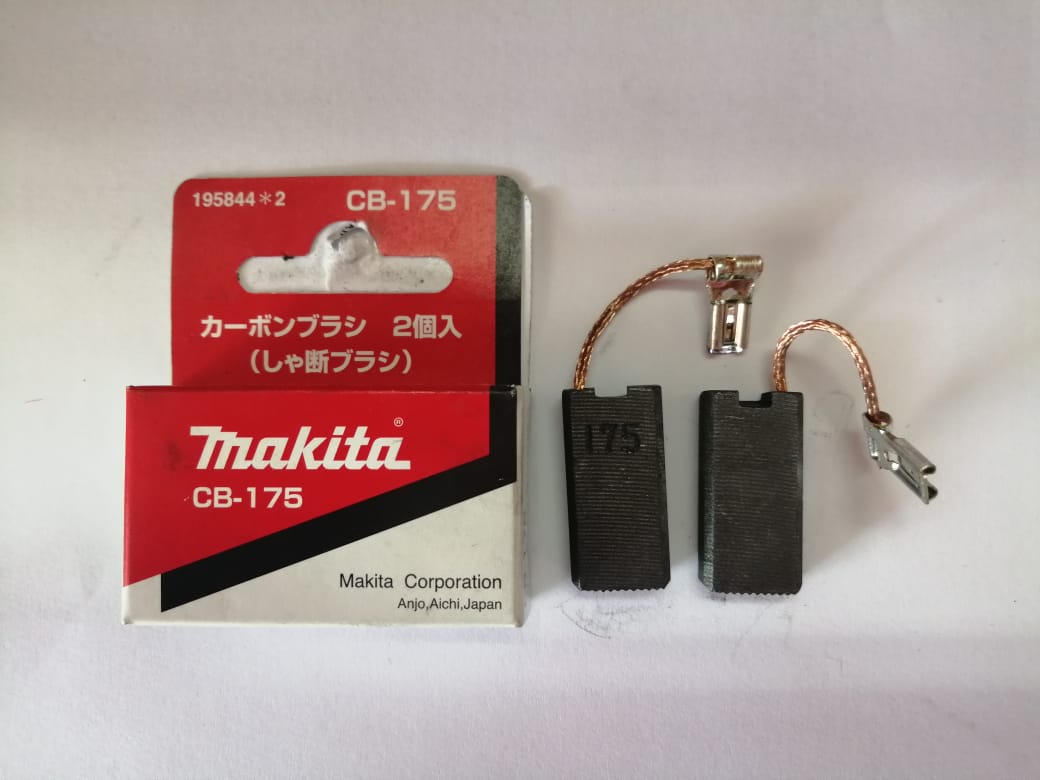 195844＊2 CB-175
カーボンブラシ 2個入
（しゃ断ブラシ）
makita®
CB-175
Makita Corporation
Anjo,Aichi,Japan
175